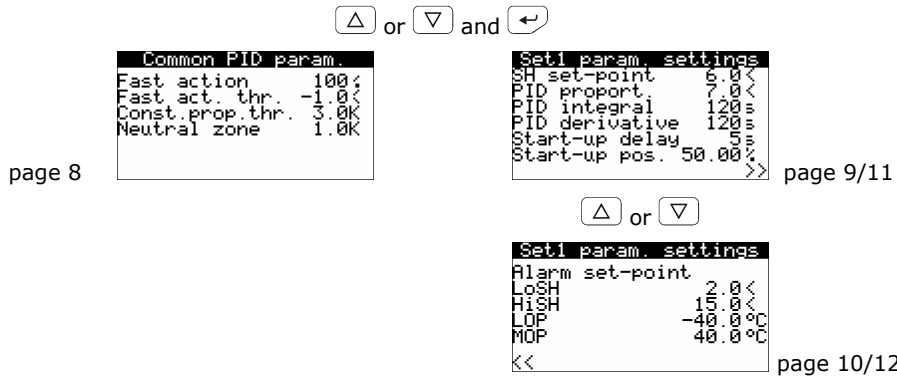 or and
Common PID param.
Fast action 100%
Fast act. thr. -1.0K
Const.prop.thr. 3.0K
Neutral zone 1.0K
page 8
Set1 param. settings
SH set-point 6.0K
PID proport. 7.0K
PID integral 120s
PID derivative 120s
Start-up delay 5s
Start-up pos. 50.00%
>>
page 9/11
or
Set1 param. settings
Alarm set-point
LoSH 2.0K
HiSH 15.0K
LOP -40.0°C
MOP 40.0°C
<<
page 10/12